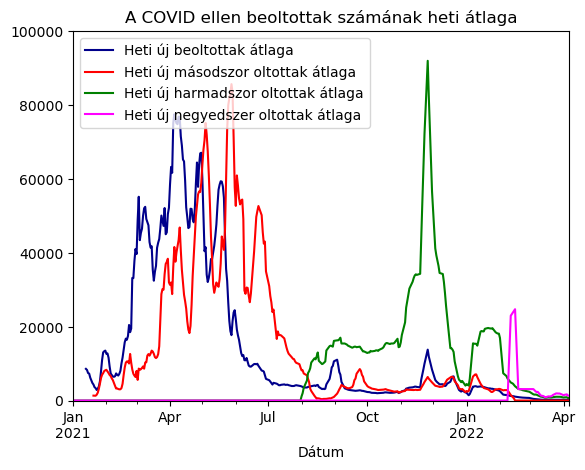 A COVID ellen beoltottak számának heti átlaga
100000
80000
60000
40000
20000
0
Heti új beoltottak átlaga
Heti új másodszor oltottak átlaga
Heti új harmadszor oltottak átlaga
Heti új negyedszer oltottak átlaga
Jan Apr Jul Oct Jan Apr
2021 2022
Dátum